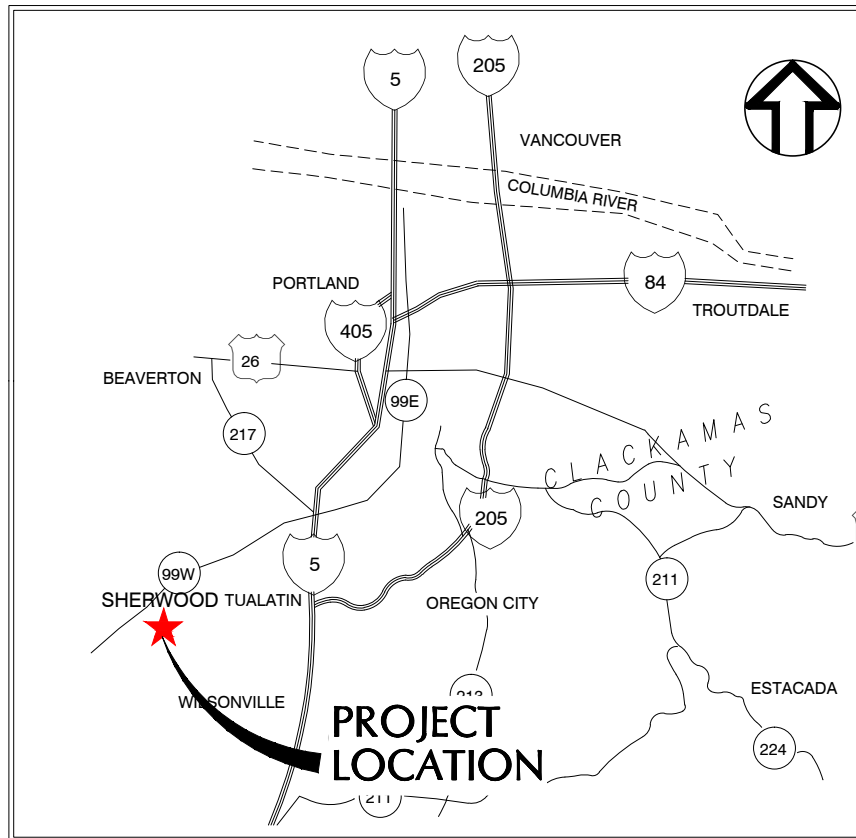 5
205
VANCOUVER
COLUMBIA RIVER
PORTLAND
84
TROUTDALE
405
26
BEAVERTON
99E
217
CLACKAMAS
COUNTY
SANDY
205
5
99W
211
SHERWOOD
TUALATIN
OREGON CITY
ESTACADA
WILSONVILLE
213
PROJECT
LOCATION
224
211